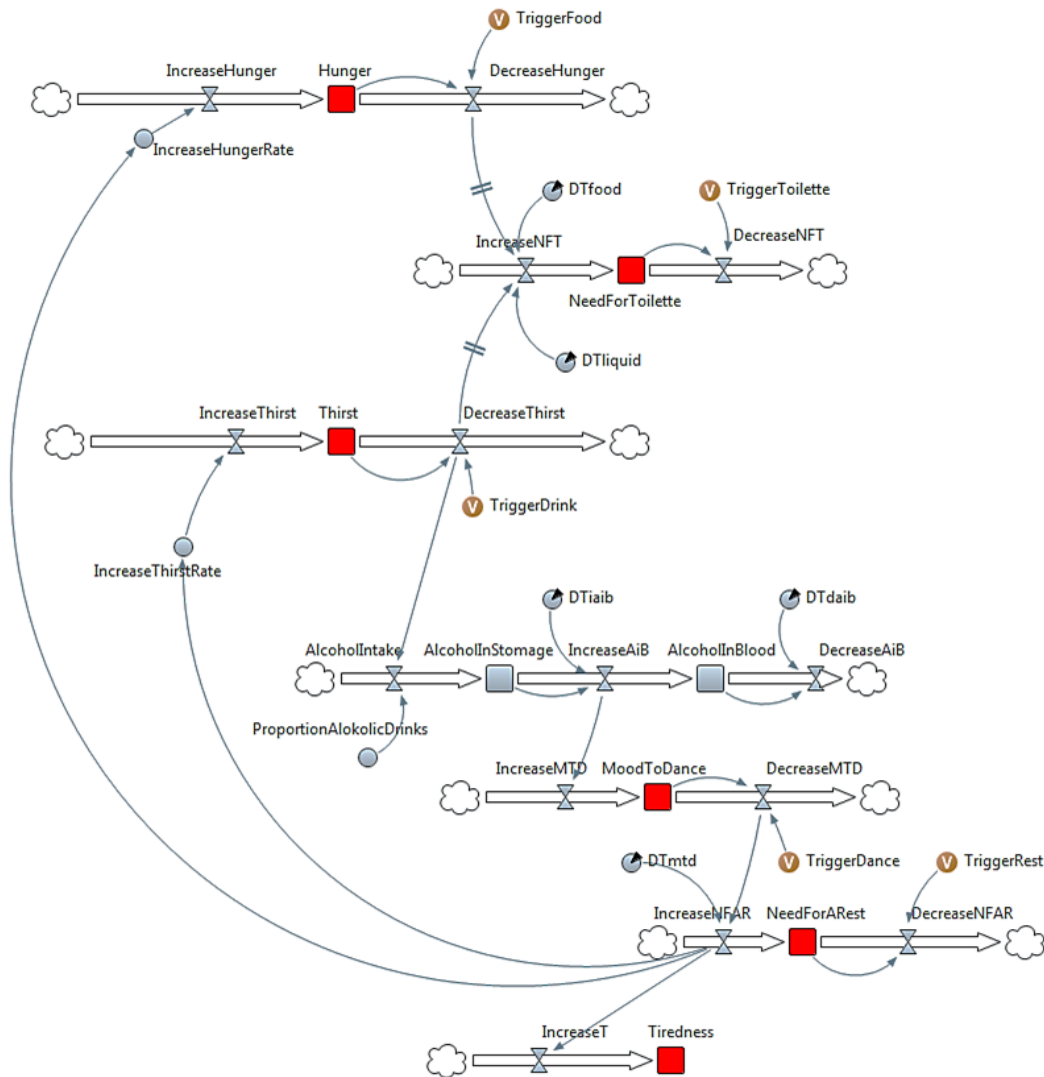 V TriggerFood
IncreaseHunger
Hunger
DecreaseHunger
IncreaseHungerRate
DTfood
V TriggerToilette
IncreaseNFT
DecreaseNFT
NeedForToilette
DTliquid
IncreaseThirst
Thirst
DecreaseThirst
V TriggerDrink
IncreaseThirstRate
DTiaib
DTdaib
AlcoholIntake
AlcoholInStomage
IncreaseAiB
AlcoholInBlood
DecreaseAiB
ProportionAlokolicDrinks
IncreaseMTD
MoodToDance
DecreaseMTD
DTmtd
V TriggerDance
V TriggerRest
IncreaseNFAR
NeedForARest
DecreaseNFAR
IncreaseT
Tiredness